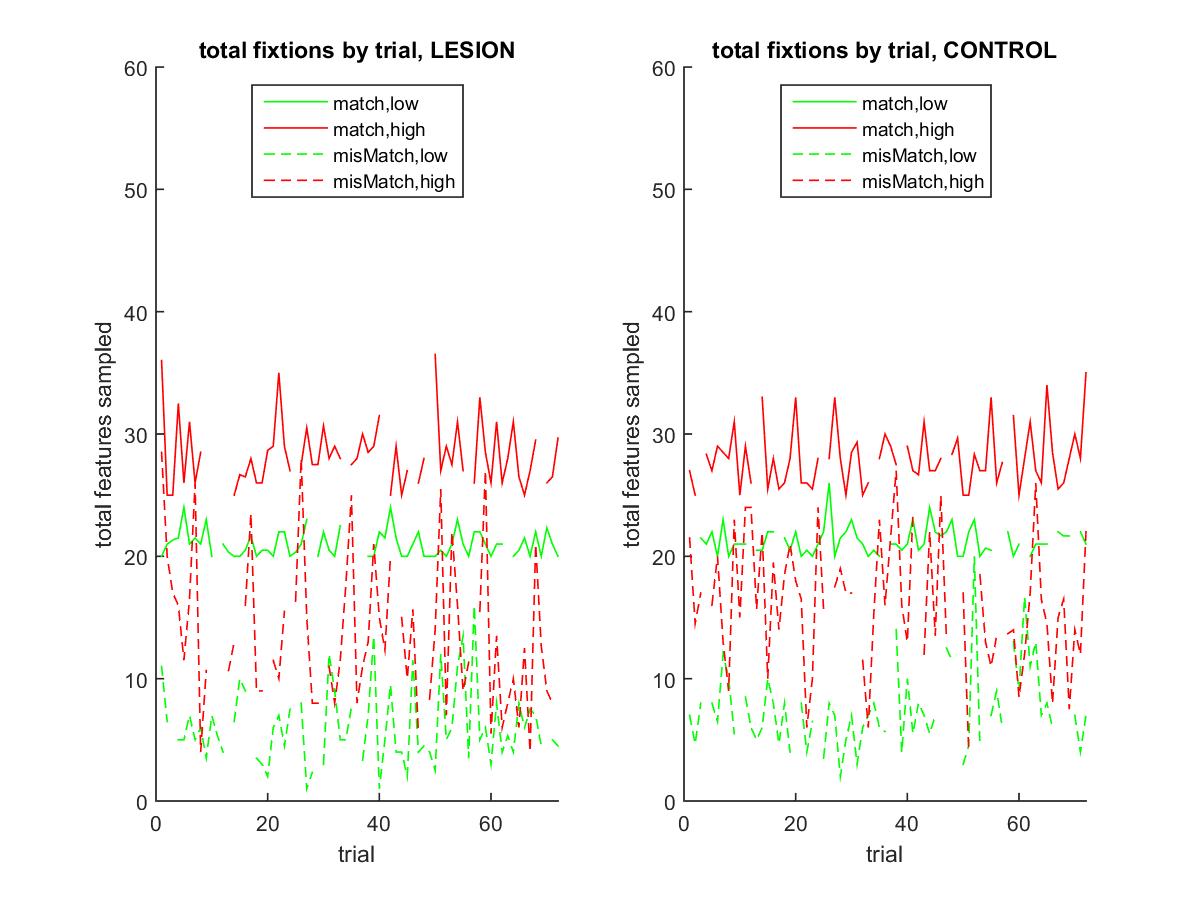 total fixtions by trial, LESION
60
50
40
30
20
10
0
0 20 40 60
total features sampled
trial
match,low
match,high
misMatch,low
misMatch,high
total fixtions by trial, CONTROL
60
50
40
30
20
10
0
0 20 40 60
total features sampled
trial
match,low
match,high
misMatch,low
misMatch,high